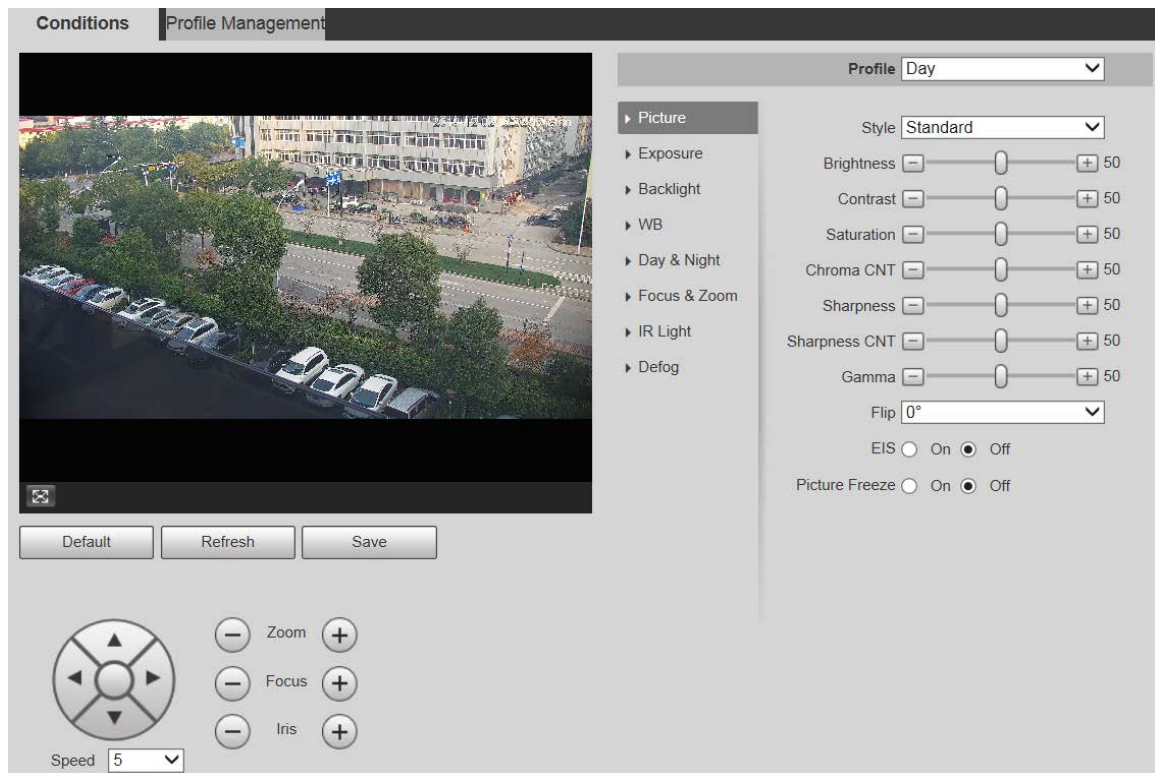 Conditions
Profile Management
Profile Day
Picture
Exposure
Backlight
WB
Day & Night
Focus & Zoom
IR Light
Defog
Style Standard
Brightness 50
Contrast 50
Saturation 50
Chroma CNT 50
Sharpness 50
Sharpness CNT 50
Gamma 50
Flip 0°
EIS On Off
Picture Freeze On Off
Default
Refresh
Save
Zoom
Focus
Iris
Speed 5